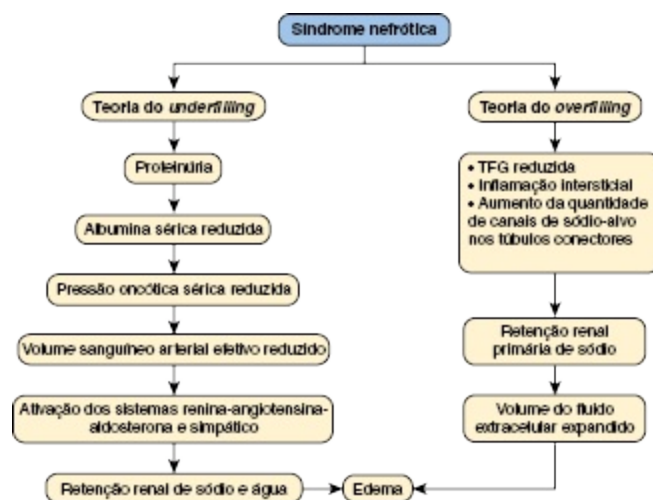 Síndrome nefrótica
Teoria do underfilling
Teoria do overfilling
Proteinúria
Albumina sérica reduzida
Pressão oncótica sérica reduzida
Volume sanguíneo arterial efetivo reduzido
Ativação dos sistemas renina-angiotensina-
aldosterona e simpático
Retenção renal de sódio e água
• TFG reduzida
• Inflamação intersticial
• Aumento da quantidade
de canais de sódio-alvo
nos túbulos conectores
Retenção renal
primária de sódio
Volume do fluido
extracelular expandido
Edema